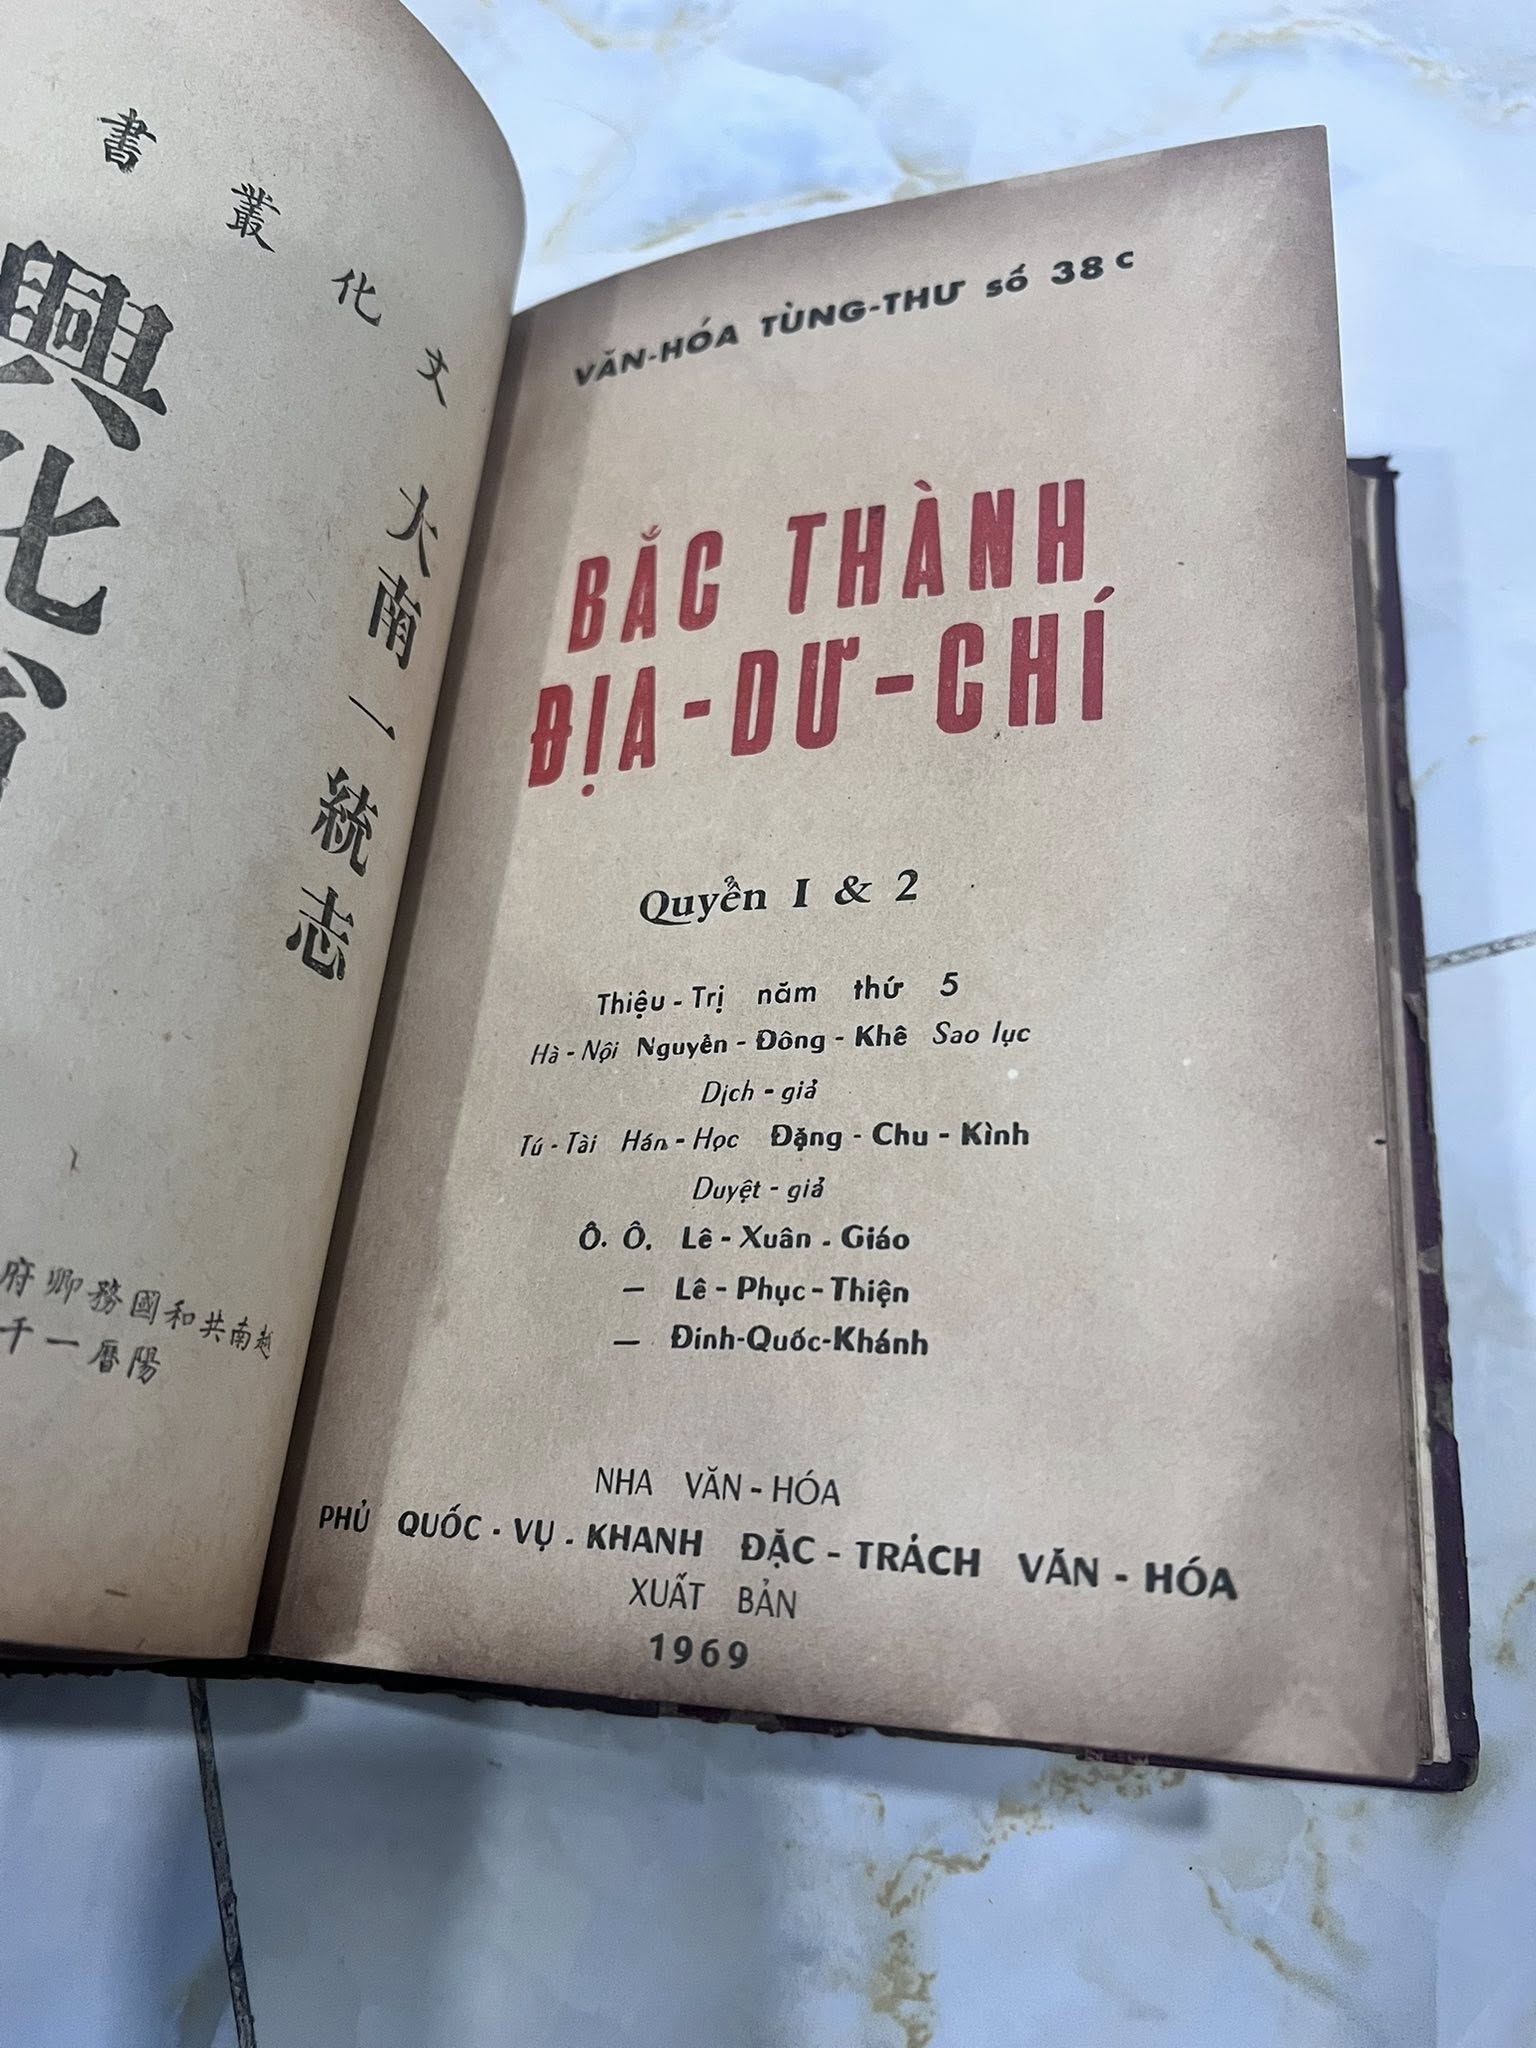 書叢化文
大南一統志
興化省
府卿務國和共南越
千一曆陽
VĂN-HÓA TÙNG-THƯ số 38 c
BẮC THÀNH
ĐỊA-DƯ-CHÍ
Quyển I & 2
Thiệu-Trị năm thứ 5
Hà-Nội Nguyễn-Đông-Khê Sao lục
Dịch-giả
Tú-Tài Hán-Học Đặng-Chu-Kình
Duyệt-giả
Ô. Ô. Lê-Xuân-Giáo
— Lê-Phục-Thiện
— Đinh-Quốc-Khánh
NHA VĂN-HÓA
PHỦ QUỐC-VỤ-KHANH ĐẶC-TRÁCH VĂN-HÓA
XUẤT BẢN
1969